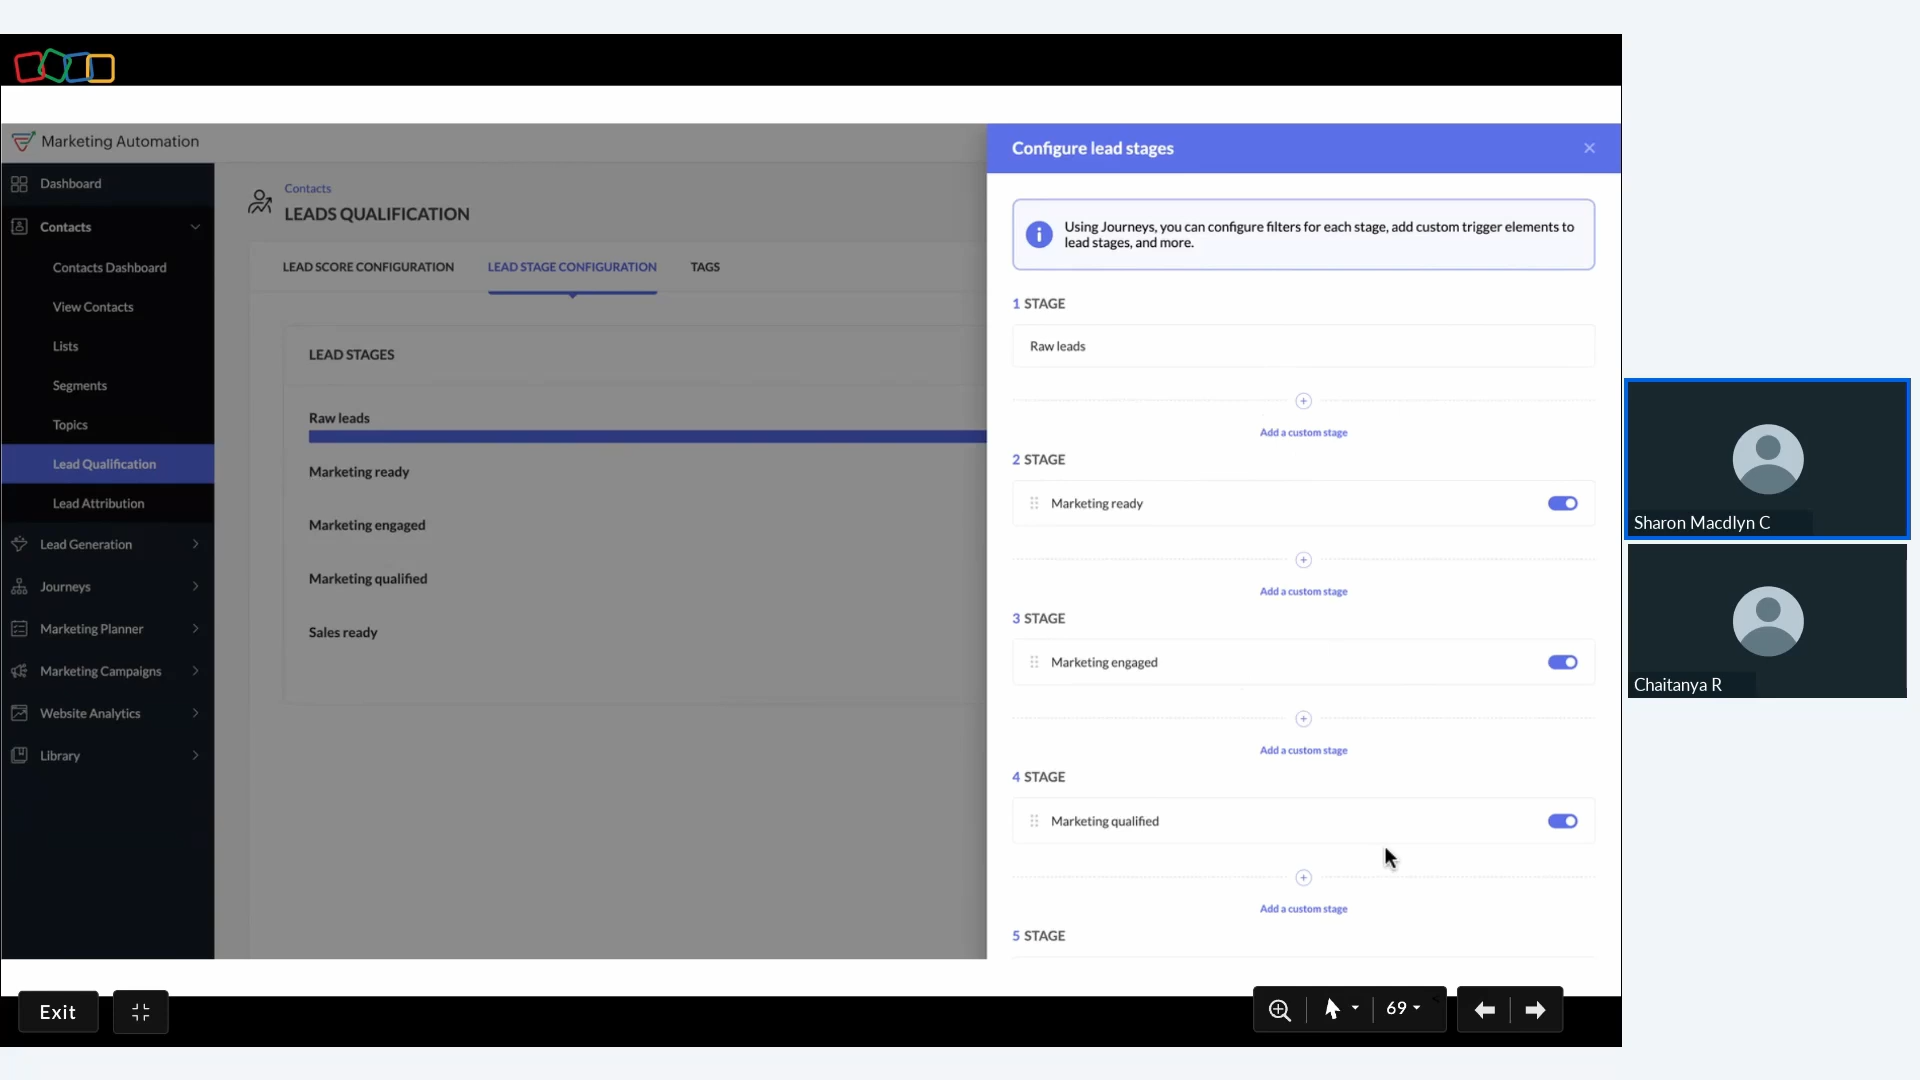 Marketing Automation
Dashboard
Contacts
Contacts Dashboard
View Contacts
Lists
Segments
Topics
Lead Qualification
Lead Attribution
Lead Generation
Journeys
Marketing Planner
Marketing Campaigns
Website Analytics
Library
Contacts
LEADS QUALIFICATION
LEAD SCORE CONFIGURATION
LEAD STAGE CONFIGURATION
TAGS
LEAD STAGES
Raw leads
Marketing ready
Marketing engaged
Marketing qualified
Sales ready
Configure lead stages
Using Journeys, you can configure filters for each stage, add custom trigger elements to
lead stages, and more.
1 STAGE
Raw leads
Add a custom stage
2 STAGE
Marketing ready
Add a custom stage
3 STAGE
Marketing engaged
Add a custom stage
4 STAGE
Marketing qualified
Add a custom stage
5 STAGE
Sharon Macdlyn C
Chaitanya R
Exit
69